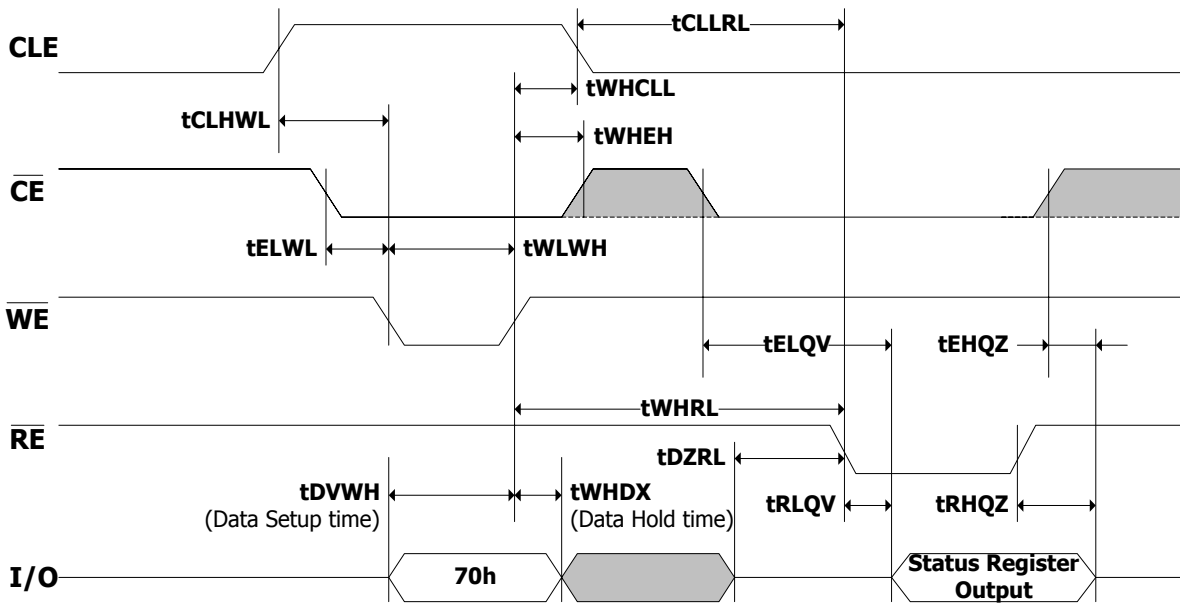 tCLLRL
CLE
tWHCLL
tCLHWL
tWHEH
CE
tELWL
tWLWH
WE
tELQV
tEHQZ
tWHRL
RE
tDZRL
tDVWH
(Data Setup time)
tWHDX
(Data Hold time)
tRLQV
tRHQZ
I/O
70h
Status Register
Output